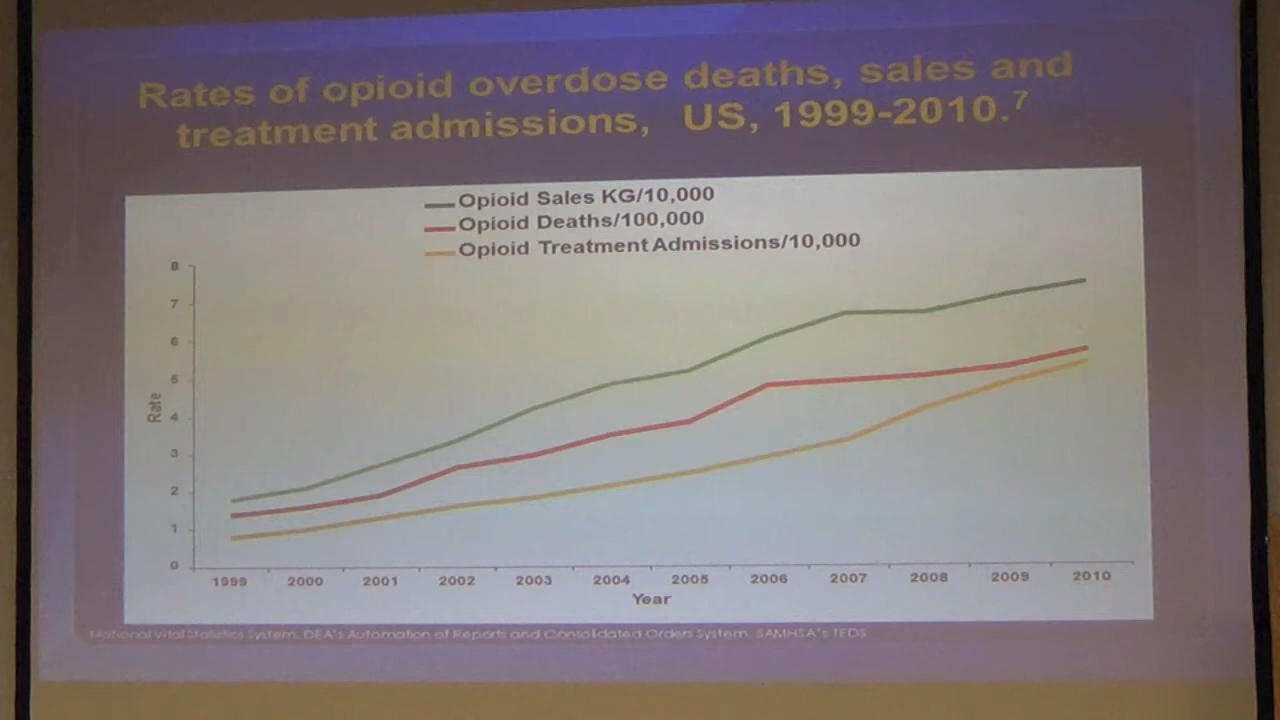 Rates of opioid overdose deaths, sales and
treatment admissions, US, 1999-2010.7
Opioid Sales KG/10,000
Opioid Deaths/100,000
Opioid Treatment Admissions/10,000
8
7
6
5
4
3
2
1
0
Rate
1999 2000 2001 2002 2003 2004 2005 2006 2007 2008 2009 2010
Year
National Vital Statistics System, DEA's Automation of Reports and Consolidated Orders System, SAMHSA's TEDS